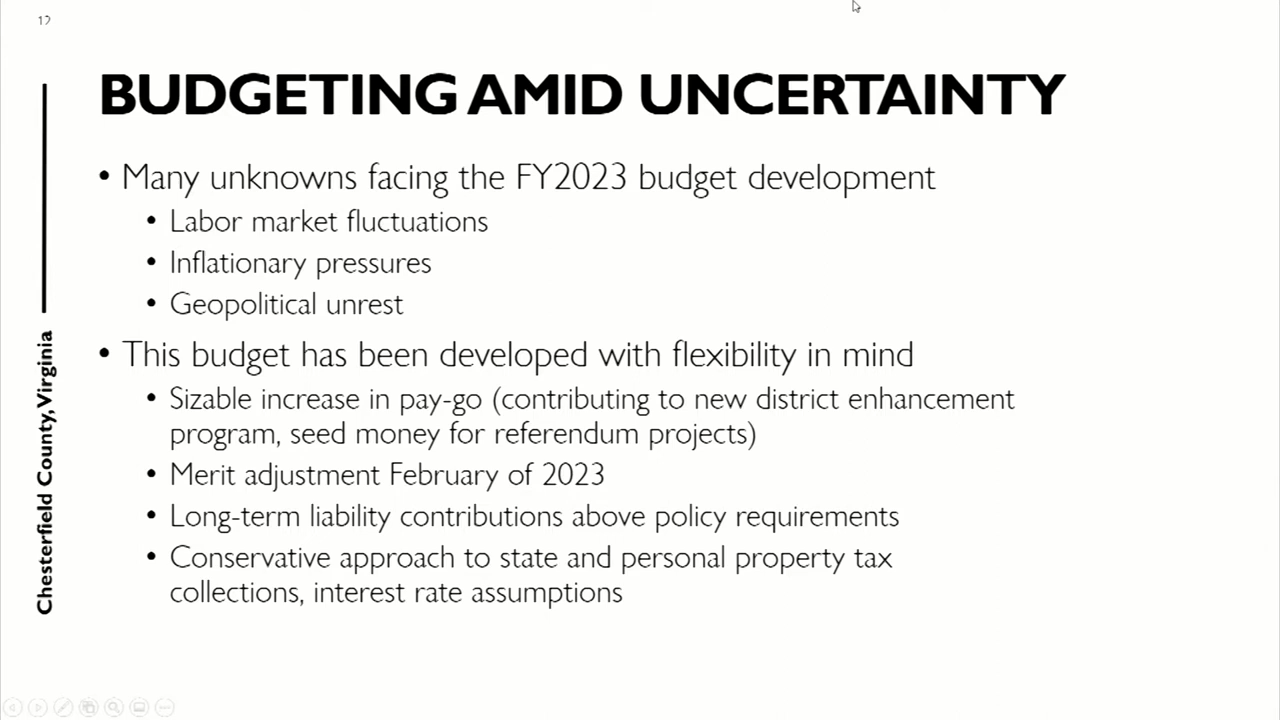 12
BUDGETING AMID UNCERTAINTY
• Many unknowns facing the FY2023 budget development
• Labor market fluctuations
• Inflationary pressures
• Geopolitical unrest
• This budget has been developed with flexibility in mind
• Sizable increase in pay-go (contributing to new district enhancement
program, seed money for referendum projects)
• Merit adjustment February of 2023
• Long-term liability contributions above policy requirements
• Conservative approach to state and personal property tax
collections, interest rate assumptions
Chesterfield County, Virginia